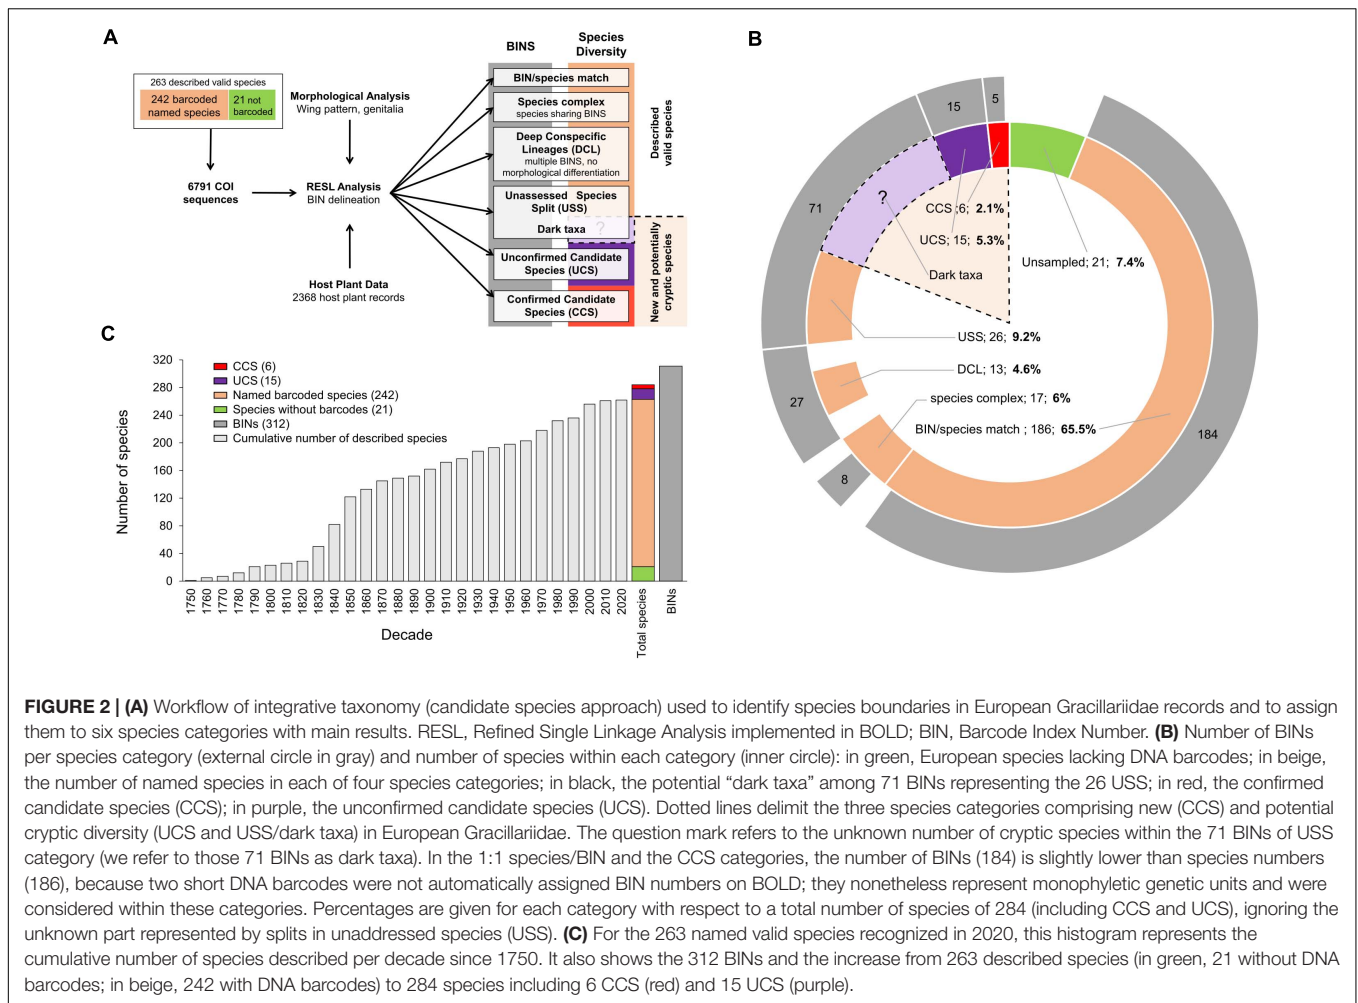 A
263 described valid species
242 barcoded
named species
21 not
barcoded
Morphological Analysis
Wing pattern, genitalia
6791 COI
sequences
RESL Analysis
BIN delineation
Host Plant Data
2368 host plant records
BINS
Species
Diversity
BIN/species match
Species complex
species sharing BINS
Deep Conspecific
Lineages (DCL)
multiple BINS, no
morphological differentiation
Unassessed Species
Split (USS)
?
Dark taxa
Unconfirmed Candidate
Species (UCS)
Confirmed Candidate
Species (CCS)
Described
valid species
New and potentially
cryptic species
B
5
15
71
27
8
184
?
CCS ;6; 2.1%
UCS; 15; 5.3%
Dark taxa
Unsampled; 21; 7.4%
USS; 26; 9.2%
DCL; 13; 4.6%
species complex; 17; 6%
BIN/species match ; 186; 65.5%
C
Number of species
320
280
240
200
160
120
80
40
0
CCS (6)
UCS (15)
Named barcoded species (242)
Species without barcodes (21)
BINs (312)
Cumulative number of described species
1750
1760
1770
1780
1790
1800
1810
1820
1830
1840
1850
1860
1870
1880
1890
1900
1910
1920
1930
1940
1950
1960
1970
1980
1990
2000
2010
2020
Total species
BINs
Decade
FIGURE 2 | (A) Workflow of integrative taxonomy (candidate species approach) used to identify species boundaries in European Gracillariidae records and to assign
them to six species categories with main results. RESL, Refined Single Linkage Analysis implemented in BOLD; BIN, Barcode Index Number. (B) Number of BINs
per species category (external circle in gray) and number of species within each category (inner circle): in green, European species lacking DNA barcodes; in beige,
the number of named species in each of four species categories; in black, the potential “dark taxa” among 71 BINs representing the 26 USS; in red, the confirmed
candidate species (CCS); in purple, the unconfirmed candidate species (UCS). Dotted lines delimit the three species categories comprising new (CCS) and potential
cryptic diversity (UCS and USS/dark taxa) in European Gracillariidae. The question mark refers to the unknown number of cryptic species within the 71 BINs of USS
category (we refer to those 71 BINs as dark taxa). In the 1:1 species/BIN and the CCS categories, the number of BINs (184) is slightly lower than species numbers
(186), because two short DNA barcodes were not automatically assigned BIN numbers on BOLD; they nonetheless represent monophyletic genetic units and were
considered within these categories. Percentages are given for each category with respect to a total number of species of 284 (including CCS and UCS), ignoring the
unknown part represented by splits in unaddressed species (USS). (C) For the 263 named valid species recognized in 2020, this histogram represents the
cumulative number of species described per decade since 1750. It also shows the 312 BINs and the increase from 263 described species (in green, 21 without DNA
barcodes; in beige, 242 with DNA barcodes) to 284 species including 6 CCS (red) and 15 UCS (purple).